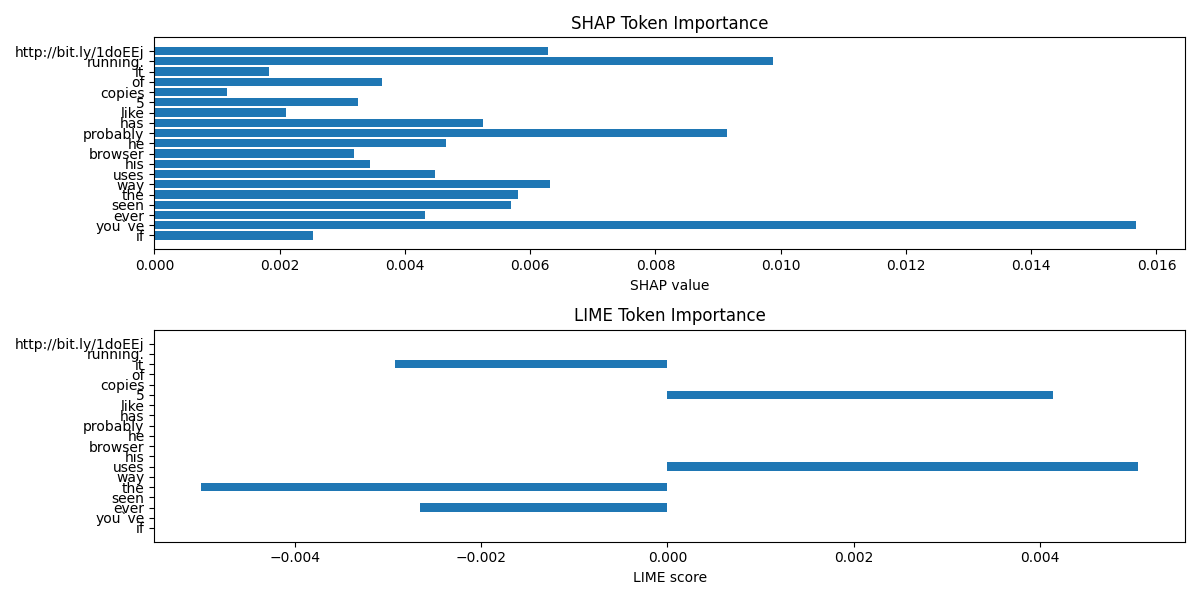 SHAP Token Importance
http://bit.ly/1doEEj
running.
it
of
copies
5
like
has
probably
he
browser
his
uses
way
the
seen
ever
you've
if
0.000 0.002 0.004 0.006 0.008 0.010 0.012 0.014 0.016
SHAP value
LIME Token Importance
http://bit.ly/1doEEj
running.
it
of
copies
5
like
has
probably
he
browser
his
uses
way
the
seen
ever
you've
if
−0.004 −0.002 0.000 0.002 0.004
LIME score